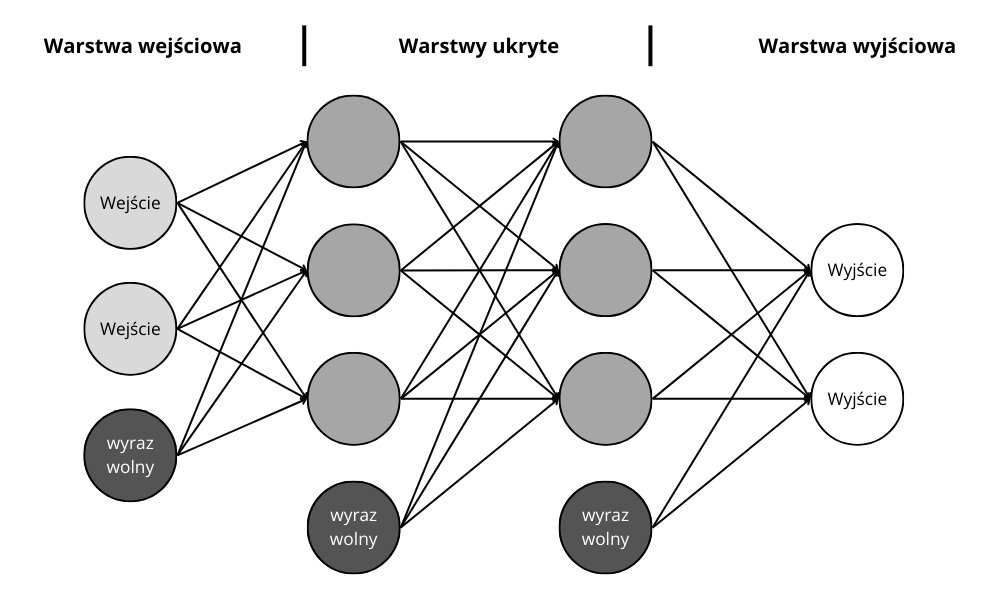 Warstwa wejściowa
Warstwy ukryte
Warstwa wyjściowa
Wejście
Wejście
wyraz
wolny
wyraz
wolny
wyraz
wolny
Wyjście
Wyjście